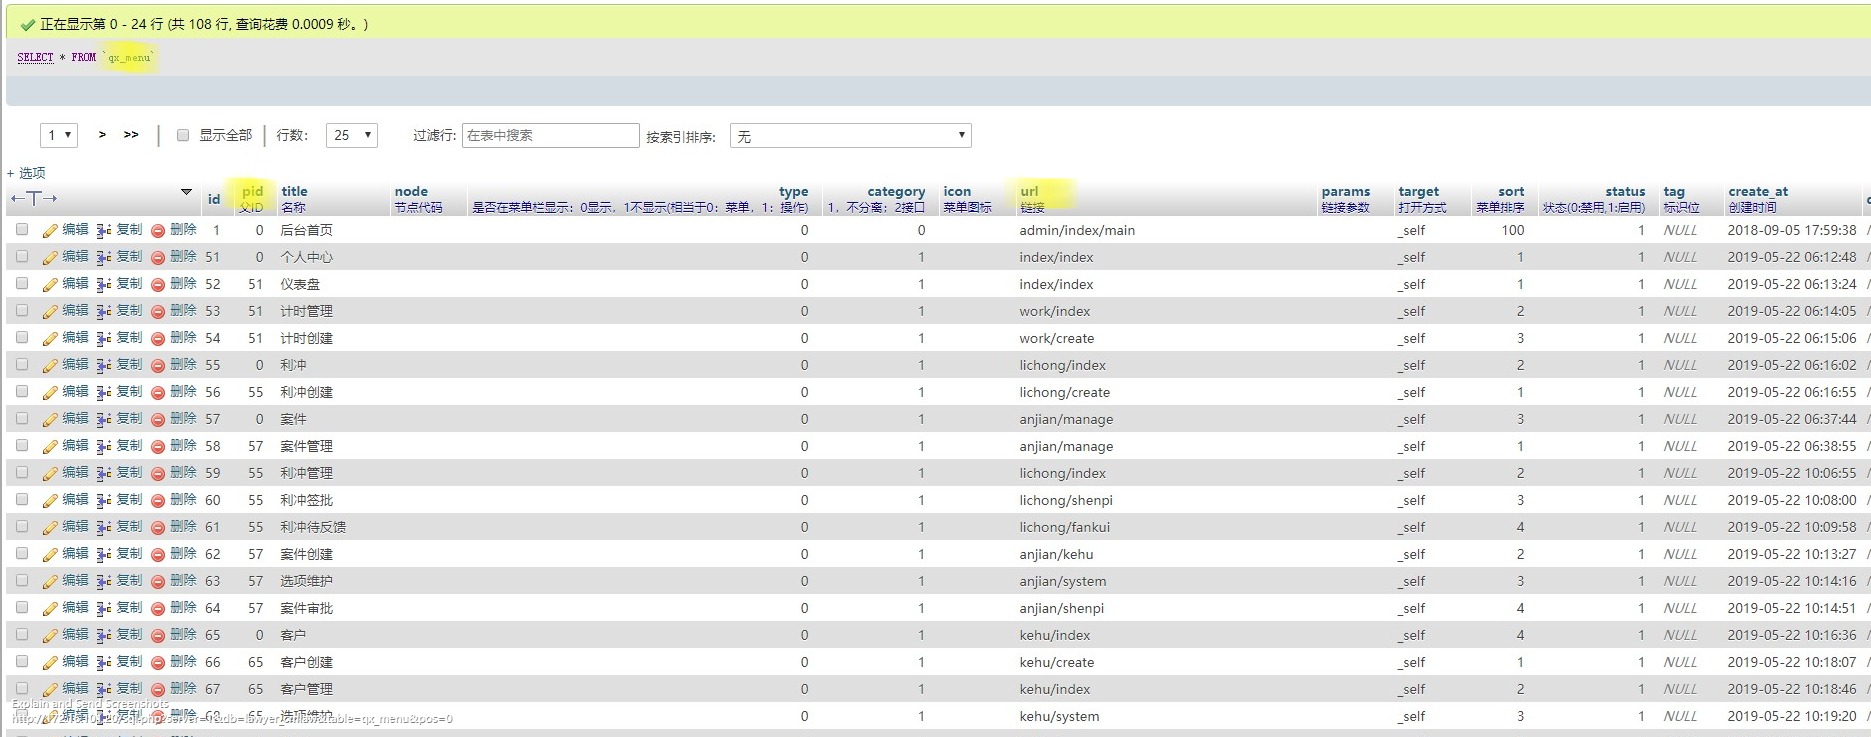 正在显示第 0 - 24 行 (共 108 行, 查询花费 0.0009 秒。)
SELECT * FROM `qx_menu`
1 > >> 显示全部 行数: 25 过滤行: 在表中搜索 按索引排序: 无
+ 选项
←T→ id pid 父ID title 名称 node 节点代码 type 是否在菜单栏显示：0显示，1不显示(相当于0：菜单，1：操作) category 1，不分离；2接口 icon 菜单图标 url 链接 params 链接参数 target 打开方式 sort 菜单排序 status 状态(0:禁用,1:启用) tag 标识位 create_at 创建时间
编辑 复制 删除 1 0 后台首页 0 0 admin/index/main _self 100 1 NULL 2018-09-05 17:59:38
编辑 复制 删除 51 0 个人中心 0 1 index/index _self 1 1 NULL 2019-05-22 06:12:48
编辑 复制 删除 52 51 仪表盘 0 1 index/index _self 1 1 NULL 2019-05-22 06:13:24
编辑 复制 删除 53 51 计时管理 0 1 work/index _self 2 1 NULL 2019-05-22 06:14:05
编辑 复制 删除 54 51 计时创建 0 1 work/create _self 3 1 NULL 2019-05-22 06:15:06
编辑 复制 删除 55 0 利冲 0 1 lichong/index _self 2 1 NULL 2019-05-22 06:16:02
编辑 复制 删除 56 55 利冲创建 0 1 lichong/create _self 1 1 NULL 2019-05-22 06:16:55
编辑 复制 删除 57 0 案件 0 1 anjian/manage _self 3 1 NULL 2019-05-22 06:37:44
编辑 复制 删除 58 57 案件管理 0 1 anjian/manage _self 1 1 NULL 2019-05-22 06:38:55
编辑 复制 删除 59 55 利冲管理 0 1 lichong/index _self 2 1 NULL 2019-05-22 10:06:55
编辑 复制 删除 60 55 利冲签批 0 1 lichong/shenpi _self 3 1 NULL 2019-05-22 10:08:00
编辑 复制 删除 61 55 利冲待反馈 0 1 lichong/fankui _self 4 1 NULL 2019-05-22 10:09:58
编辑 复制 删除 62 57 案件创建 0 1 anjian/kehu _self 2 1 NULL 2019-05-22 10:13:27
编辑 复制 删除 63 57 选项维护 0 1 anjian/system _self 3 1 NULL 2019-05-22 10:14:16
编辑 复制 删除 64 57 案件审批 0 1 anjian/shenpi _self 4 1 NULL 2019-05-22 10:14:51
编辑 复制 删除 65 0 客户 0 1 kehu/index _self 4 1 NULL 2019-05-22 10:16:36
编辑 复制 删除 66 65 客户创建 0 1 kehu/create _self 1 1 NULL 2019-05-22 10:18:07
编辑 复制 删除 67 65 客户管理 0 1 kehu/index _self 2 1 NULL 2019-05-22 10:18:46
Explain and Send Screenshots
68 65 选项维护 0 1 kehu/system _self 3 1 NULL 2019-05-22 10:19:20